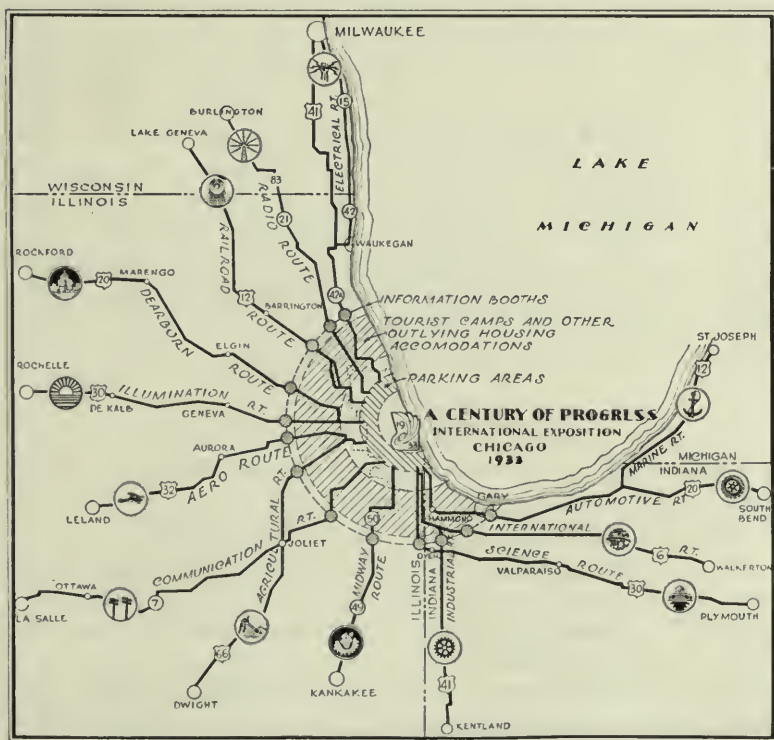 MILWAUKEE
41
15
ELECTRICAL RT.
BURLINGTON
LAKE GENEVA
83
RADIO ROUTE
21
LAKE
MICHIGAN
WISCONSIN
ILLINOIS
42
WAUKEGAN
RAILROAD ROUTE
12
BARRINGTON
42A
ROCKFORD
20
MARENGO
DEARBORN ROUTE
ELGIN
INFORMATION BOOTHS
TOURIST CAMPS AND OTHER
OUTLYING HOUSING
ACCOMODATIONS
PARKING AREAS
ST. JOSEPH
12
ROCHELLE
30
ILLUMINATION RT.
DE KALB
GENEVA
19
33
A CENTURY OF PROGRESS
INTERNATIONAL EXPOSITION
CHICAGO
1933
MARINE RT.
MICHIGAN
INDIANA
AURORA
AERO ROUTE
32
LELAND
GARY
AUTOMOTIVE RT.
20
SOUTH
BEND
HAMMOND
INTERNATIONAL RT.
6
WALKERTON
AGRICULTURAL RT.
COMMUNICATION RT.
JOLIET
50
MIDWAY ROUTE
45
DYER
SCIENCE ROUTE
VALPARAISO
30
PLYMOUTH
ILLINOIS
INDIANA
INDUSTRIAL
OTTAWA
7
LA SALLE
66
DWIGHT
KANKAKEE
41
KENTLAND